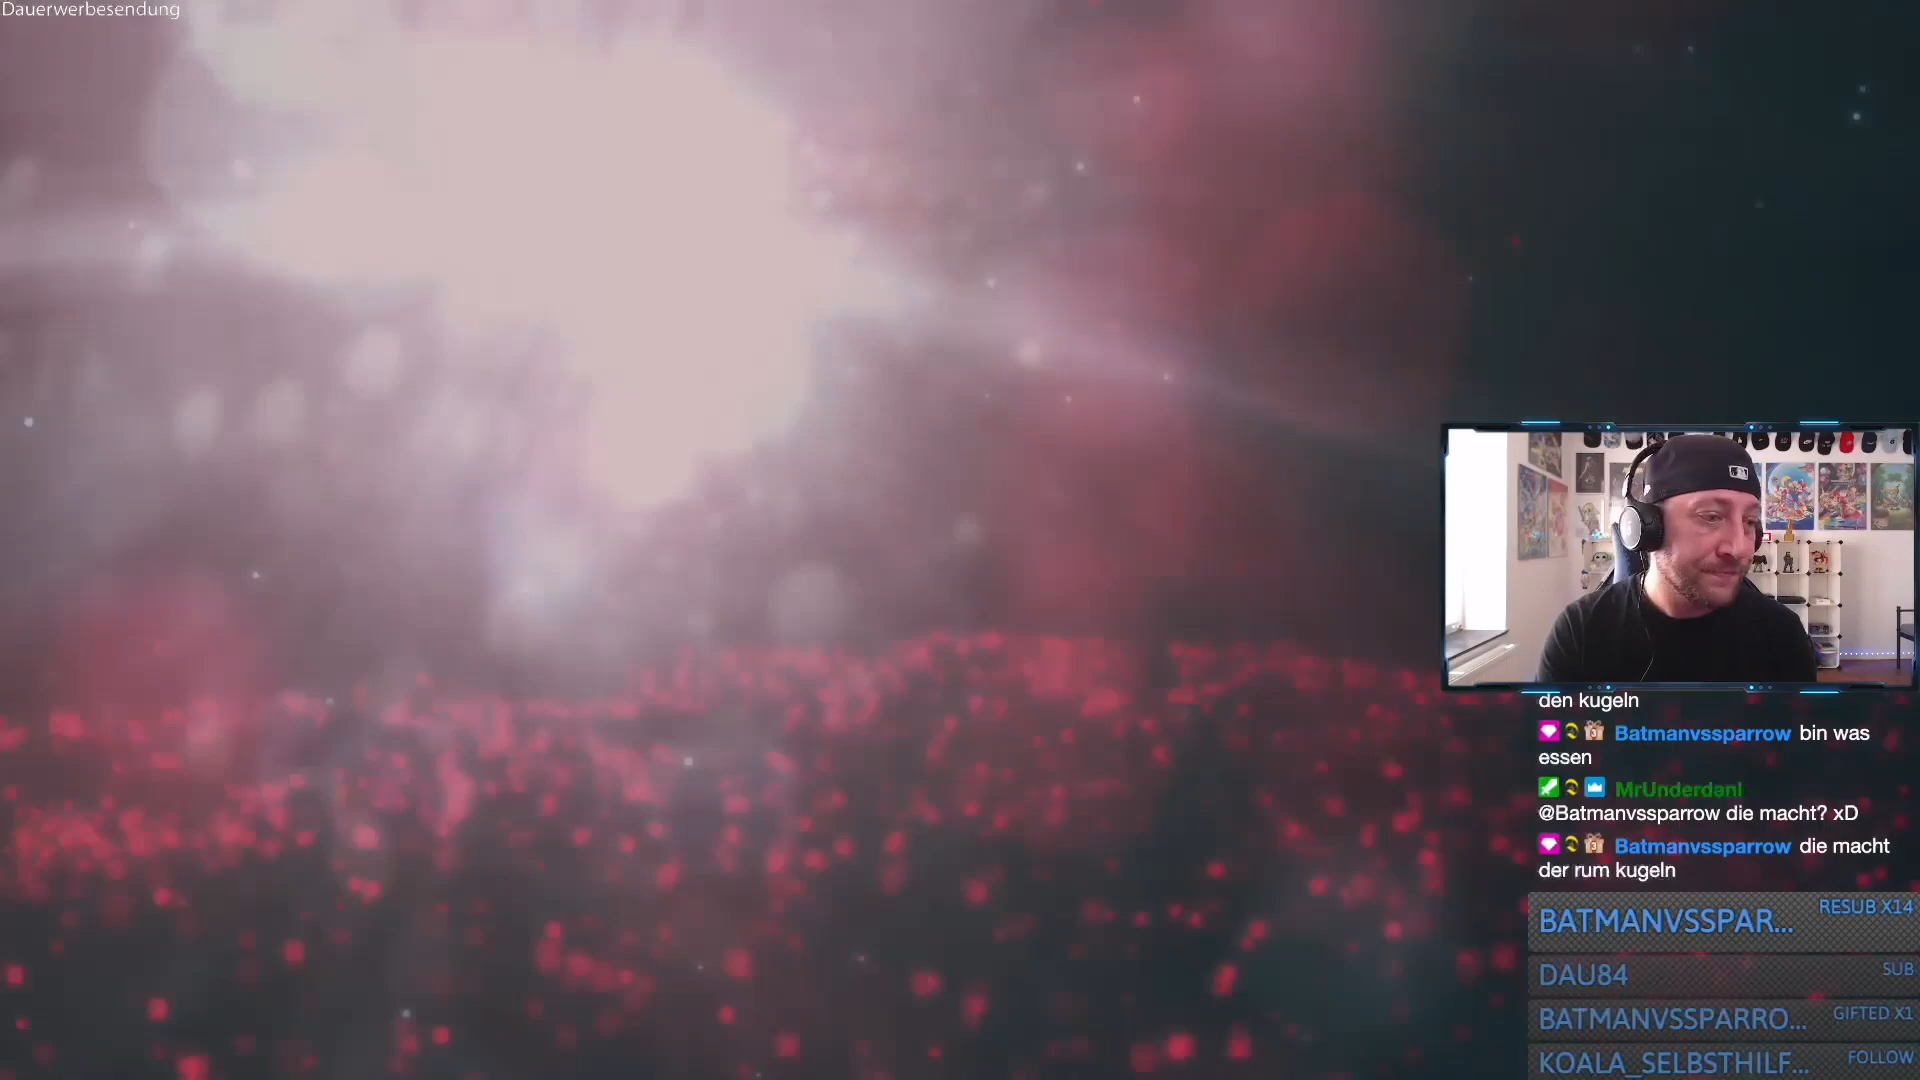 Dauerwerbesendung
den kugeln
Batmanvssparrow bin was
essen
MrUnderdanI
@Batmanvssparrow die macht? xD
Batmanvssparrow die macht
der rum kugeln
BATMANVSSPAR... RESUB X14
DAU84 SUB
BATMANVSSPARRO... GIFTED X1
KOALA_SELBSTHILF... FOLLOW